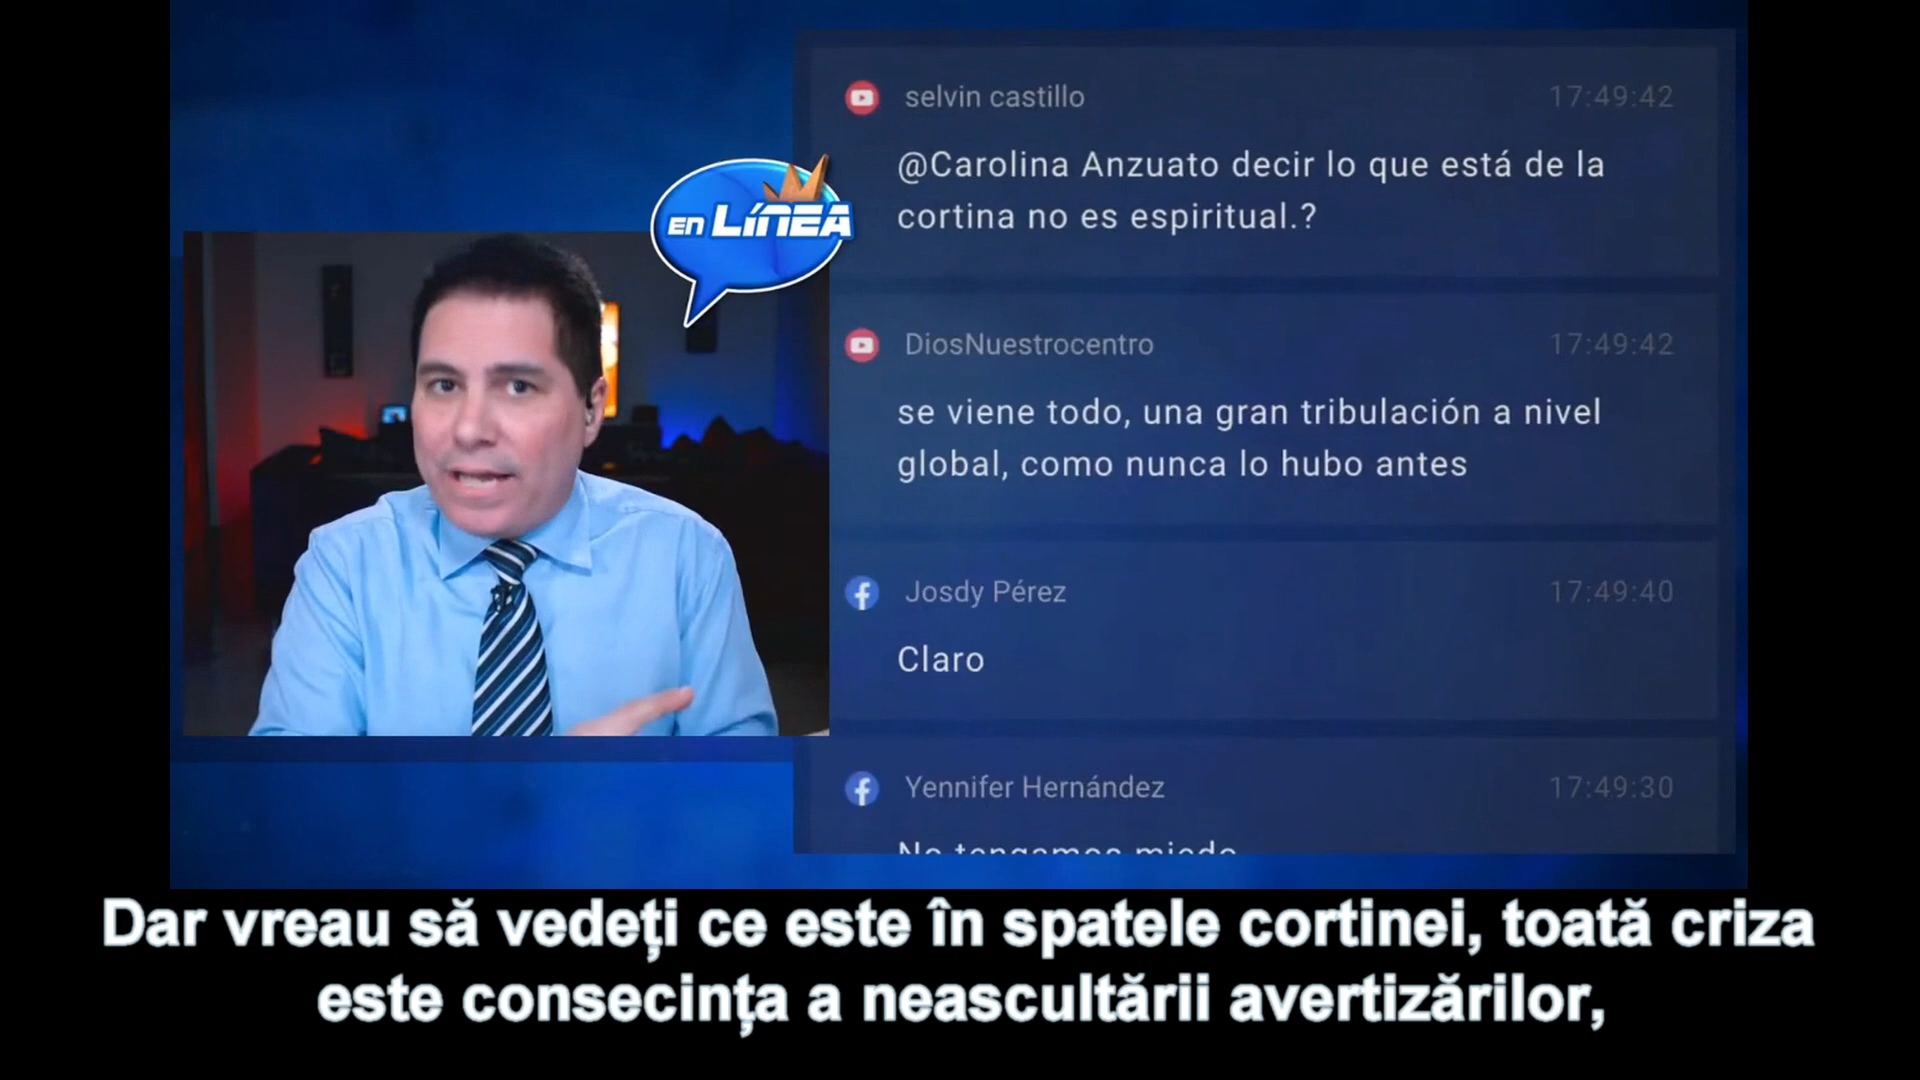 selvin castillo 17:49:42
@Carolina Anzuato decir lo que está de la
cortina no es espiritual.?
EN LÍNEA
DiosNuestrocentro 17:49:42
se viene todo, una gran tribulación a nivel
global, como nunca lo hubo antes
Josdy Pérez 17:49:40
Claro
Yennifer Hernández 17:49:30
No tengamos miedo
Dar vreau să vedeți ce este în spatele cortinei, toată criza
este consecința a neascultării avertizărilor,